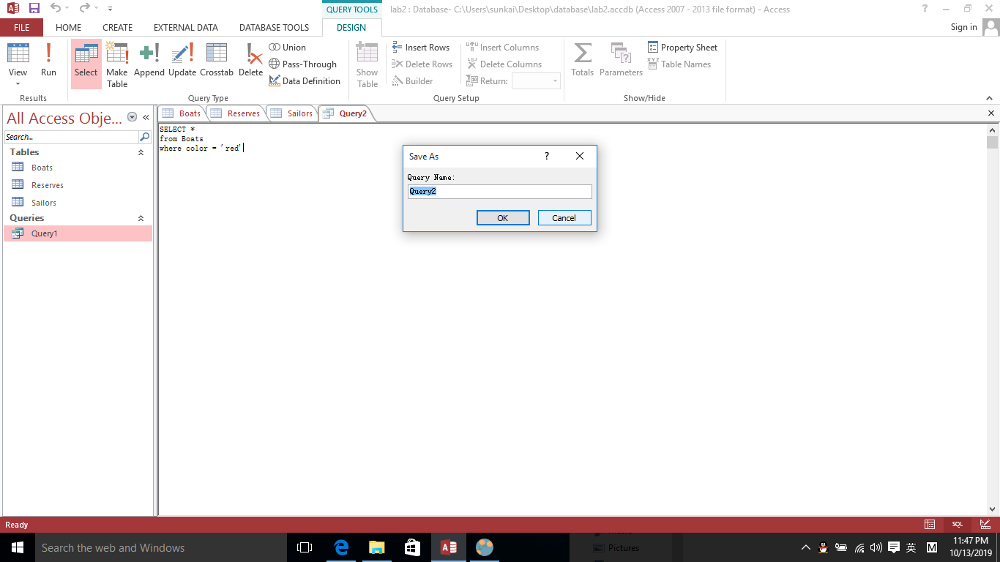 QUERY TOOLS
lab2 : Database- C:\Users\sunkai\Desktop\database\lab2.accdb (Access 2007 - 2013 file format) - Access
?
FILE
HOME
CREATE
EXTERNAL DATA
DATABASE TOOLS
DESIGN
Sign in
View
Run
Select
Make
Table
Append
Update
Crosstab
Delete
Union
Pass-Through
Data Definition
Show
Table
Insert Rows
Delete Rows
Builder
Insert Columns
Delete Columns
Return:
Totals
Parameters
Property Sheet
Table Names
Results
Query Type
Query Setup
Show/Hide
All Access Obje...
Search...
Tables
Boats
Reserves
Sailors
Queries
Query1
Boats
Reserves
Sailors
Query2
SELECT *
from Boats
where color = 'red'
Save As
?
Query Name:
Query2
OK
Cancel
Ready
SQL
Search the web and Windows
Pictures
英
M
11:47 PM
10/13/2019